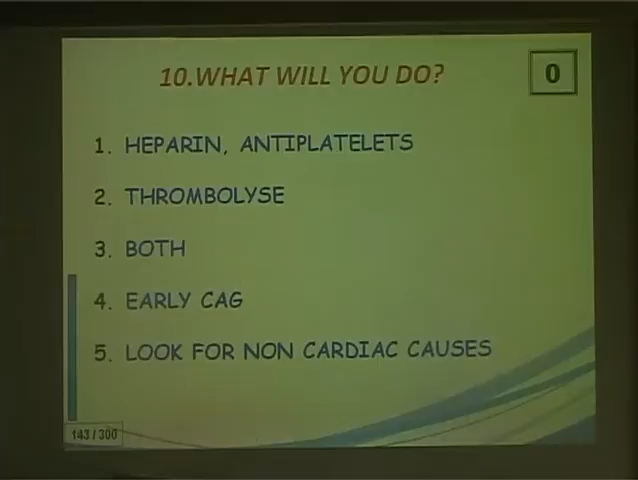 10.WHAT WILL YOU DO?
0
1. HEPARIN, ANTIPLATELETS
2. THROMBOLYSE
3. BOTH
4. EARLY CAG
5. LOOK FOR NON CARDIAC CAUSES
143 / 300